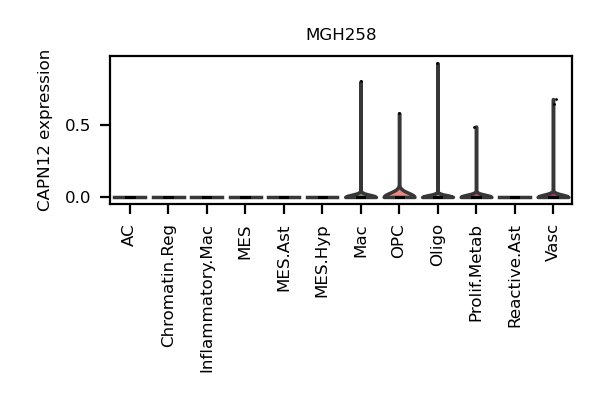 MGH258
CAPN12 expression
0.5
0.0
AC
Chromatin.Reg
Inflammatory.Mac
MES
MES.Ast
MES.Hyp
Mac
OPC
Oligo
Prolif.Metab
Reactive.Ast
Vasc